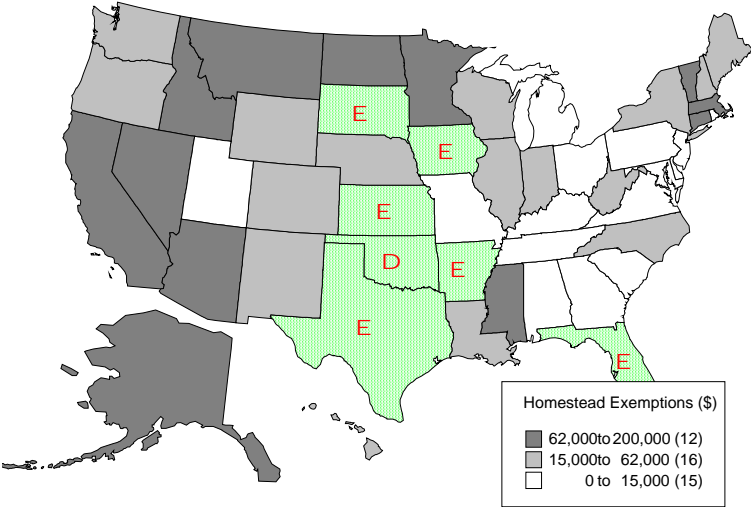 E
E
E
D
E
E
E
Homestead Exemptions ($)
62,000to 200,000 (12)
15,000to 62,000 (16)
0 to 15,000 (15)